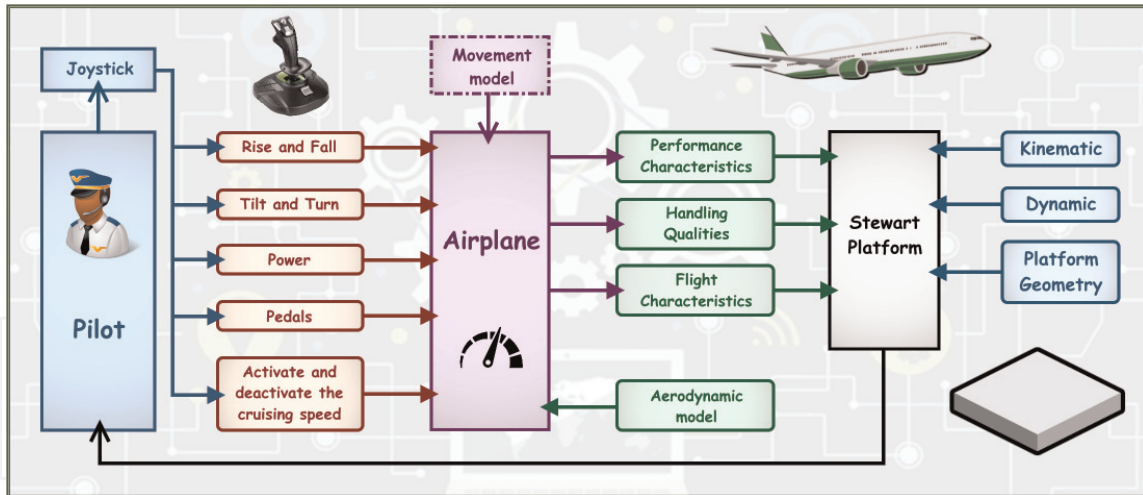 Joystick
Pilot
Rise and Fall
Tilt and Turn
Power
Pedals
Activate and
deactivate the
cruising speed
Movement
model
Airplane
Performance
Characteristics
Handling
Qualities
Flight
Characteristics
Aerodynamic
model
Stewart
Platform
Kinematic
Dynamic
Platform
Geometry